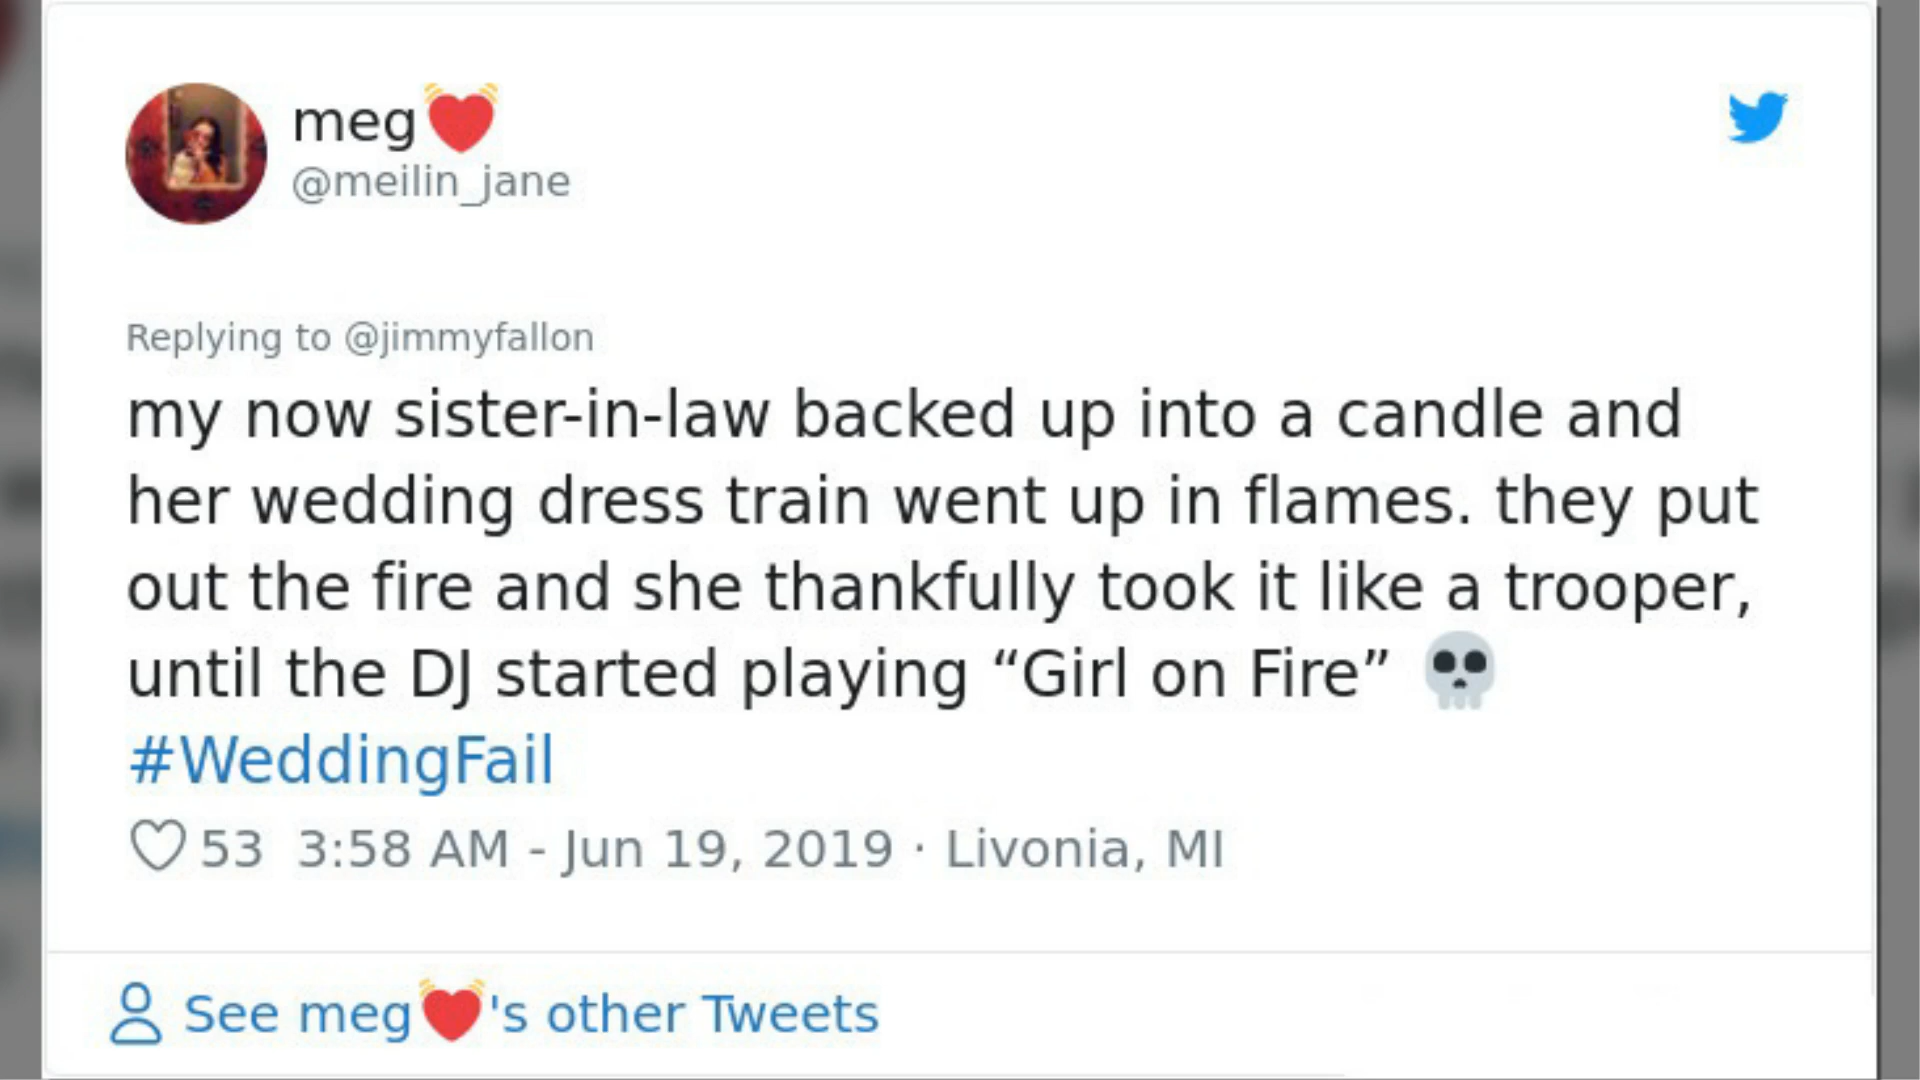 meg💓
@meilin_jane
Replying to @jimmyfallon
my now sister-in-law backed up into a candle and
her wedding dress train went up in flames. they put
out the fire and she thankfully took it like a trooper,
until the DJ started playing “Girl on Fire” 💀
#WeddingFail
53 3:58 AM - Jun 19, 2019 · Livonia, MI
See meg💓's other Tweets